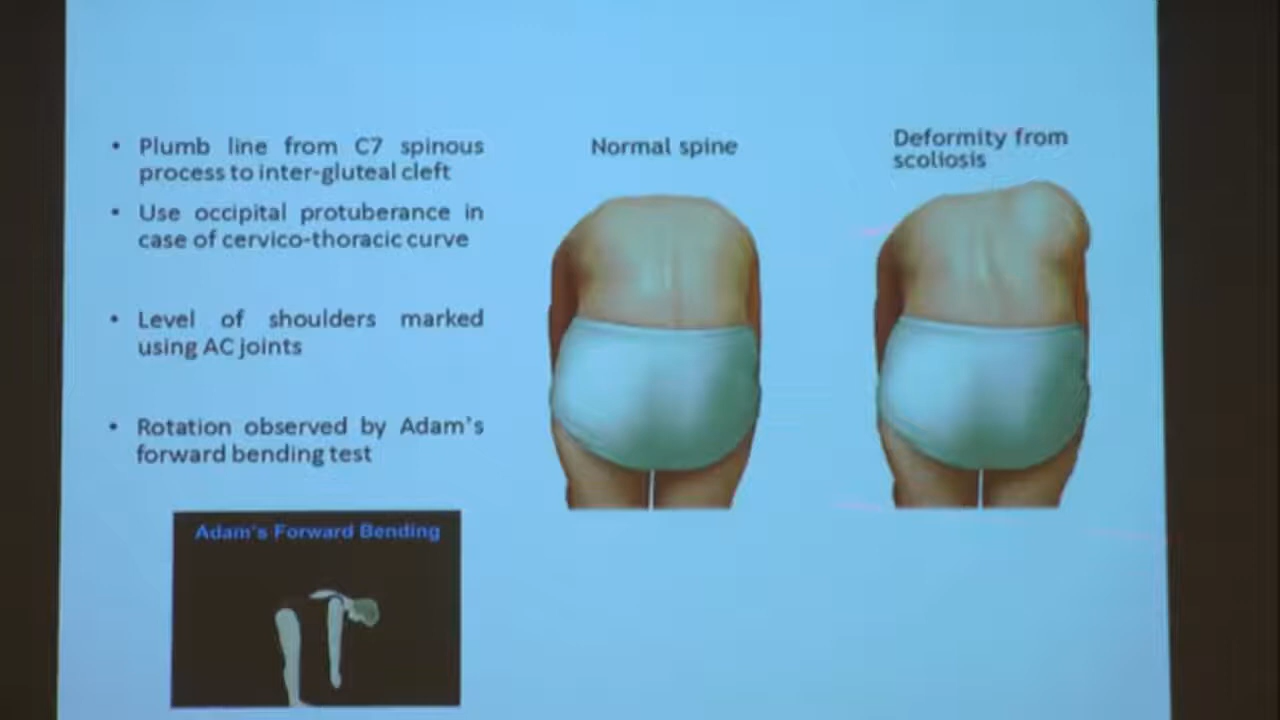 • Plumb line from C7 spinous
process to inter-gluteal cleft
• Use occipital protuberance in
case of cervico-thoracic curve
• Level of shoulders marked
using AC joints
• Rotation observed by Adam's
forward bending test
Adam's Forward Bending
Normal spine
Deformity from
scoliosis